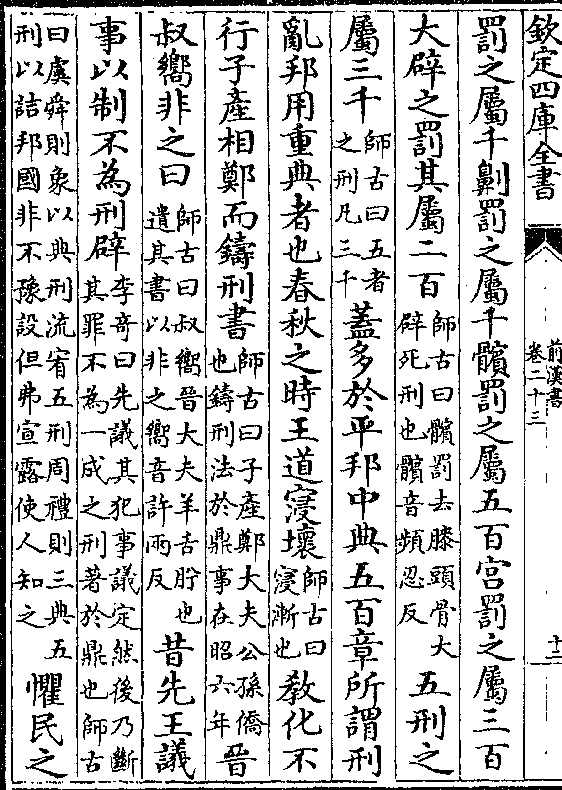 欽定四庫全書
前漢書
卷二十三
十二
罰之屬千劓罰之屬千髕罰之屬五百宫罰之屬三百
大辟之罰其屬二百師古曰髕罰去膝頭骨大
辟死刑也髕音頻忍反五刑之
屬三千師古曰五者
之刑凡三千蓋多於平邦中典五百章所謂刑
亂邦用重典者也春秋之時王道寖壞師古曰
寖漸也教化不
行子產相鄭而鑄刑書師古曰子產鄭大夫公孫僑
也鑄刑法於鼎事在昭六年晉
叔嚮非之曰師古曰叔嚮晉大夫羊舌肸也
遺其書以非之嚮音許兩反昔先王議
事以制不為刑辟李奇曰先議其犯事議定然後乃斷
其罪不為一成之刑著於鼎也師古
曰虞舜則象以典刑流宥五刑周禮則三典五
刑以詰邦國非不豫設但弗宣露使人知之懼民之